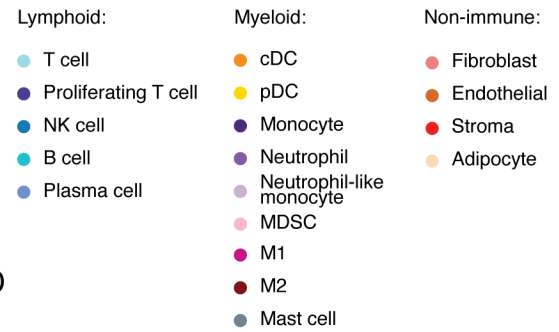 Lymphoid:
T cell
Proliferating T cell
NK cell
B cell
Plasma cell
Myeloid:
cDC
pDC
Monocyte
Neutrophil
Neutrophil-like
monocyte
MDSC
M1
M2
Mast cell
Non-immune:
Fibroblast
Endothelial
Stroma
Adipocyte